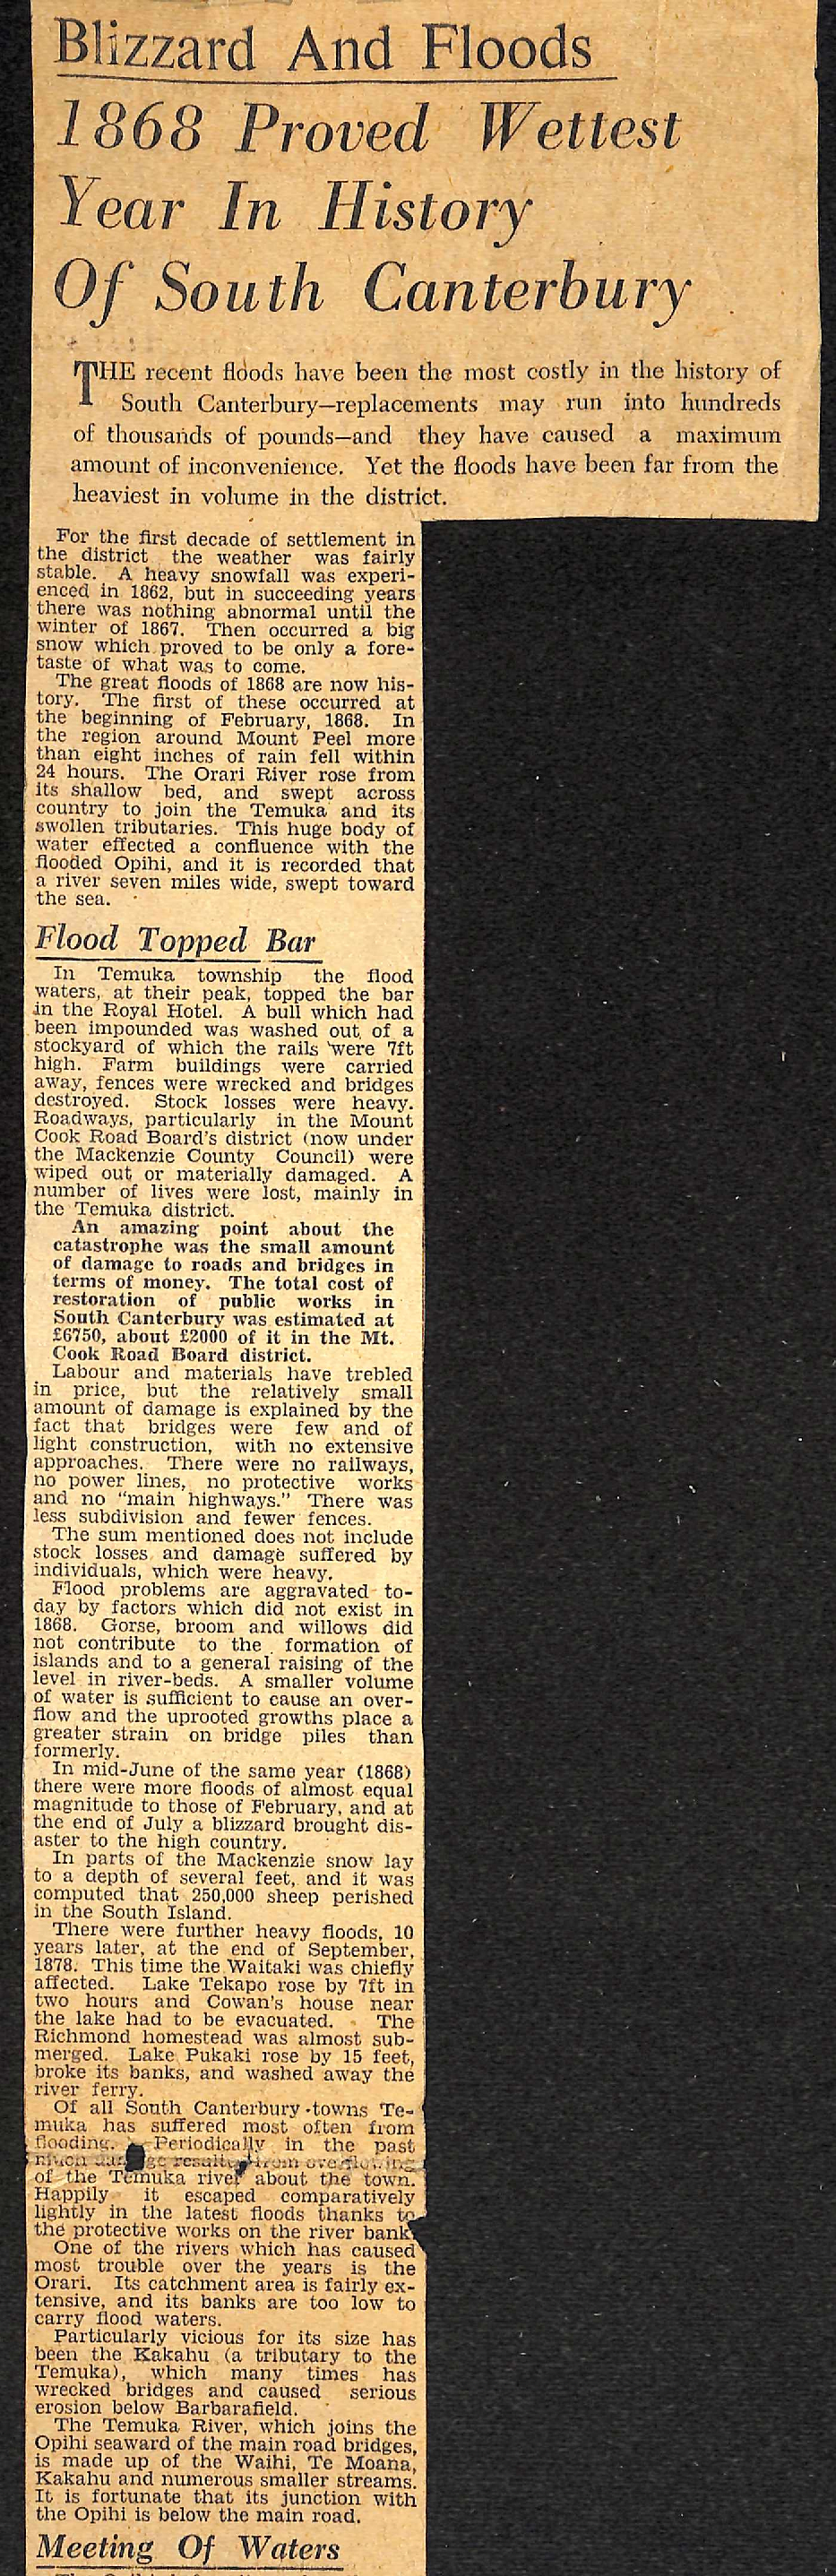 Blizzard And Floods
1868 Proved Wettest
Year In History
Of South Canterbury
THE recent floods have been the most costly in the history of
South Canterbury—replacements may run into hundreds
of thousands of pounds—and they have caused a maximum
amount of inconvenience. Yet the floods have been far from the
heaviest in volume in the district.
For the first decade of settlement in
the district the weather was fairly
stable. A heavy snowfall was experi-
enced in 1862, but in succeeding years
there was nothing abnormal until the
winter of 1867. Then occurred a big
snow which proved to be only a fore-
taste of what was to come.
The great floods of 1868 are now his-
tory. The first of these occurred at
the beginning of February, 1868. In
the region around Mount Peel more
than eight inches of rain fell within
24 hours. The Orari River rose from
its shallow bed, and swept across
country to join the Temuka and its
swollen tributaries. This huge body of
water effected a confluence with the
flooded Opihi, and it is recorded that
a river seven miles wide, swept toward
the sea.
Flood Topped Bar
In Temuka township the flood
waters, at their peak, topped the bar
in the Royal Hotel. A bull which had
been impounded was washed out of a
stockyard of which the rails were 7ft
high. Farm buildings were carried
away, fences were wrecked and bridges
destroyed. Stock losses were heavy.
Roadways, particularly in the Mount
Cook Road Board's district (now under
the Mackenzie County Council) were
wiped out or materially damaged. A
number of lives were lost, mainly in
the Temuka district.
An amazing point about the
catastrophe was the small amount
of damage to roads and bridges in
terms of money. The total cost of
restoration of public works in
South Canterbury was estimated at
£6750, about £2000 of it in the Mt.
Cook Road Board district.
Labour and materials have trebled
in price, but the relatively small
amount of damage is explained by the
fact that bridges were few and of
light construction, with no extensive
approaches. There were no railways,
no power lines, no protective works
and no "main highways." There was
less subdivision and fewer fences.
The sum mentioned does not include
stock losses and damage suffered by
individuals, which were heavy.
Flood problems are aggravated to-
day by factors which did not exist in
1868. Gorse, broom and willows did
not contribute to the formation of
islands and to a general raising of the
level in river-beds. A smaller volume
of water is sufficient to cause an over-
flow and the uprooted growths place a
greater strain on bridge piles than
formerly.
In mid-June of the same year (1868)
there were more floods of almost equal
magnitude to those of February, and at
the end of July a blizzard brought dis-
aster to the high country.
In parts of the Mackenzie snow lay
to a depth of several feet, and it was
computed that 250,000 sheep perished
in the South Island.
There were further heavy floods, 10
years later, at the end of September,
1878. This time the Waitaki was chiefly
affected. Lake Tekapo rose by 7ft in
two hours and Cowan's house near
the lake had to be evacuated. The
Richmond homestead was almost sub-
merged. Lake Pukaki rose by 15 feet,
broke its banks, and washed away the
river ferry.
Of all South Canterbury towns Te-
muka has suffered most often from
flooding. Periodically in the past
much from overflowing
of the Temuka river about the town.
Happily it escaped comparatively
lightly in the latest floods thanks to
the protective works on the river bank.
One of the rivers which has caused
most trouble over the years is the
Orari. Its catchment area is fairly ex-
tensive, and its banks are too low to
carry flood waters.
Particularly vicious for its size has
been the Kakahu (a tributary to the
Temuka), which many times has
wrecked bridges and caused serious
erosion below Barbarafield.
The Temuka River, which joins the
Opihi seaward of the main road bridges,
is made up of the Waihi, Te Moana,
Kakahu and numerous smaller streams.
It is fortunate that its junction with
the Opihi is below the main road.
Meeting Of Waters